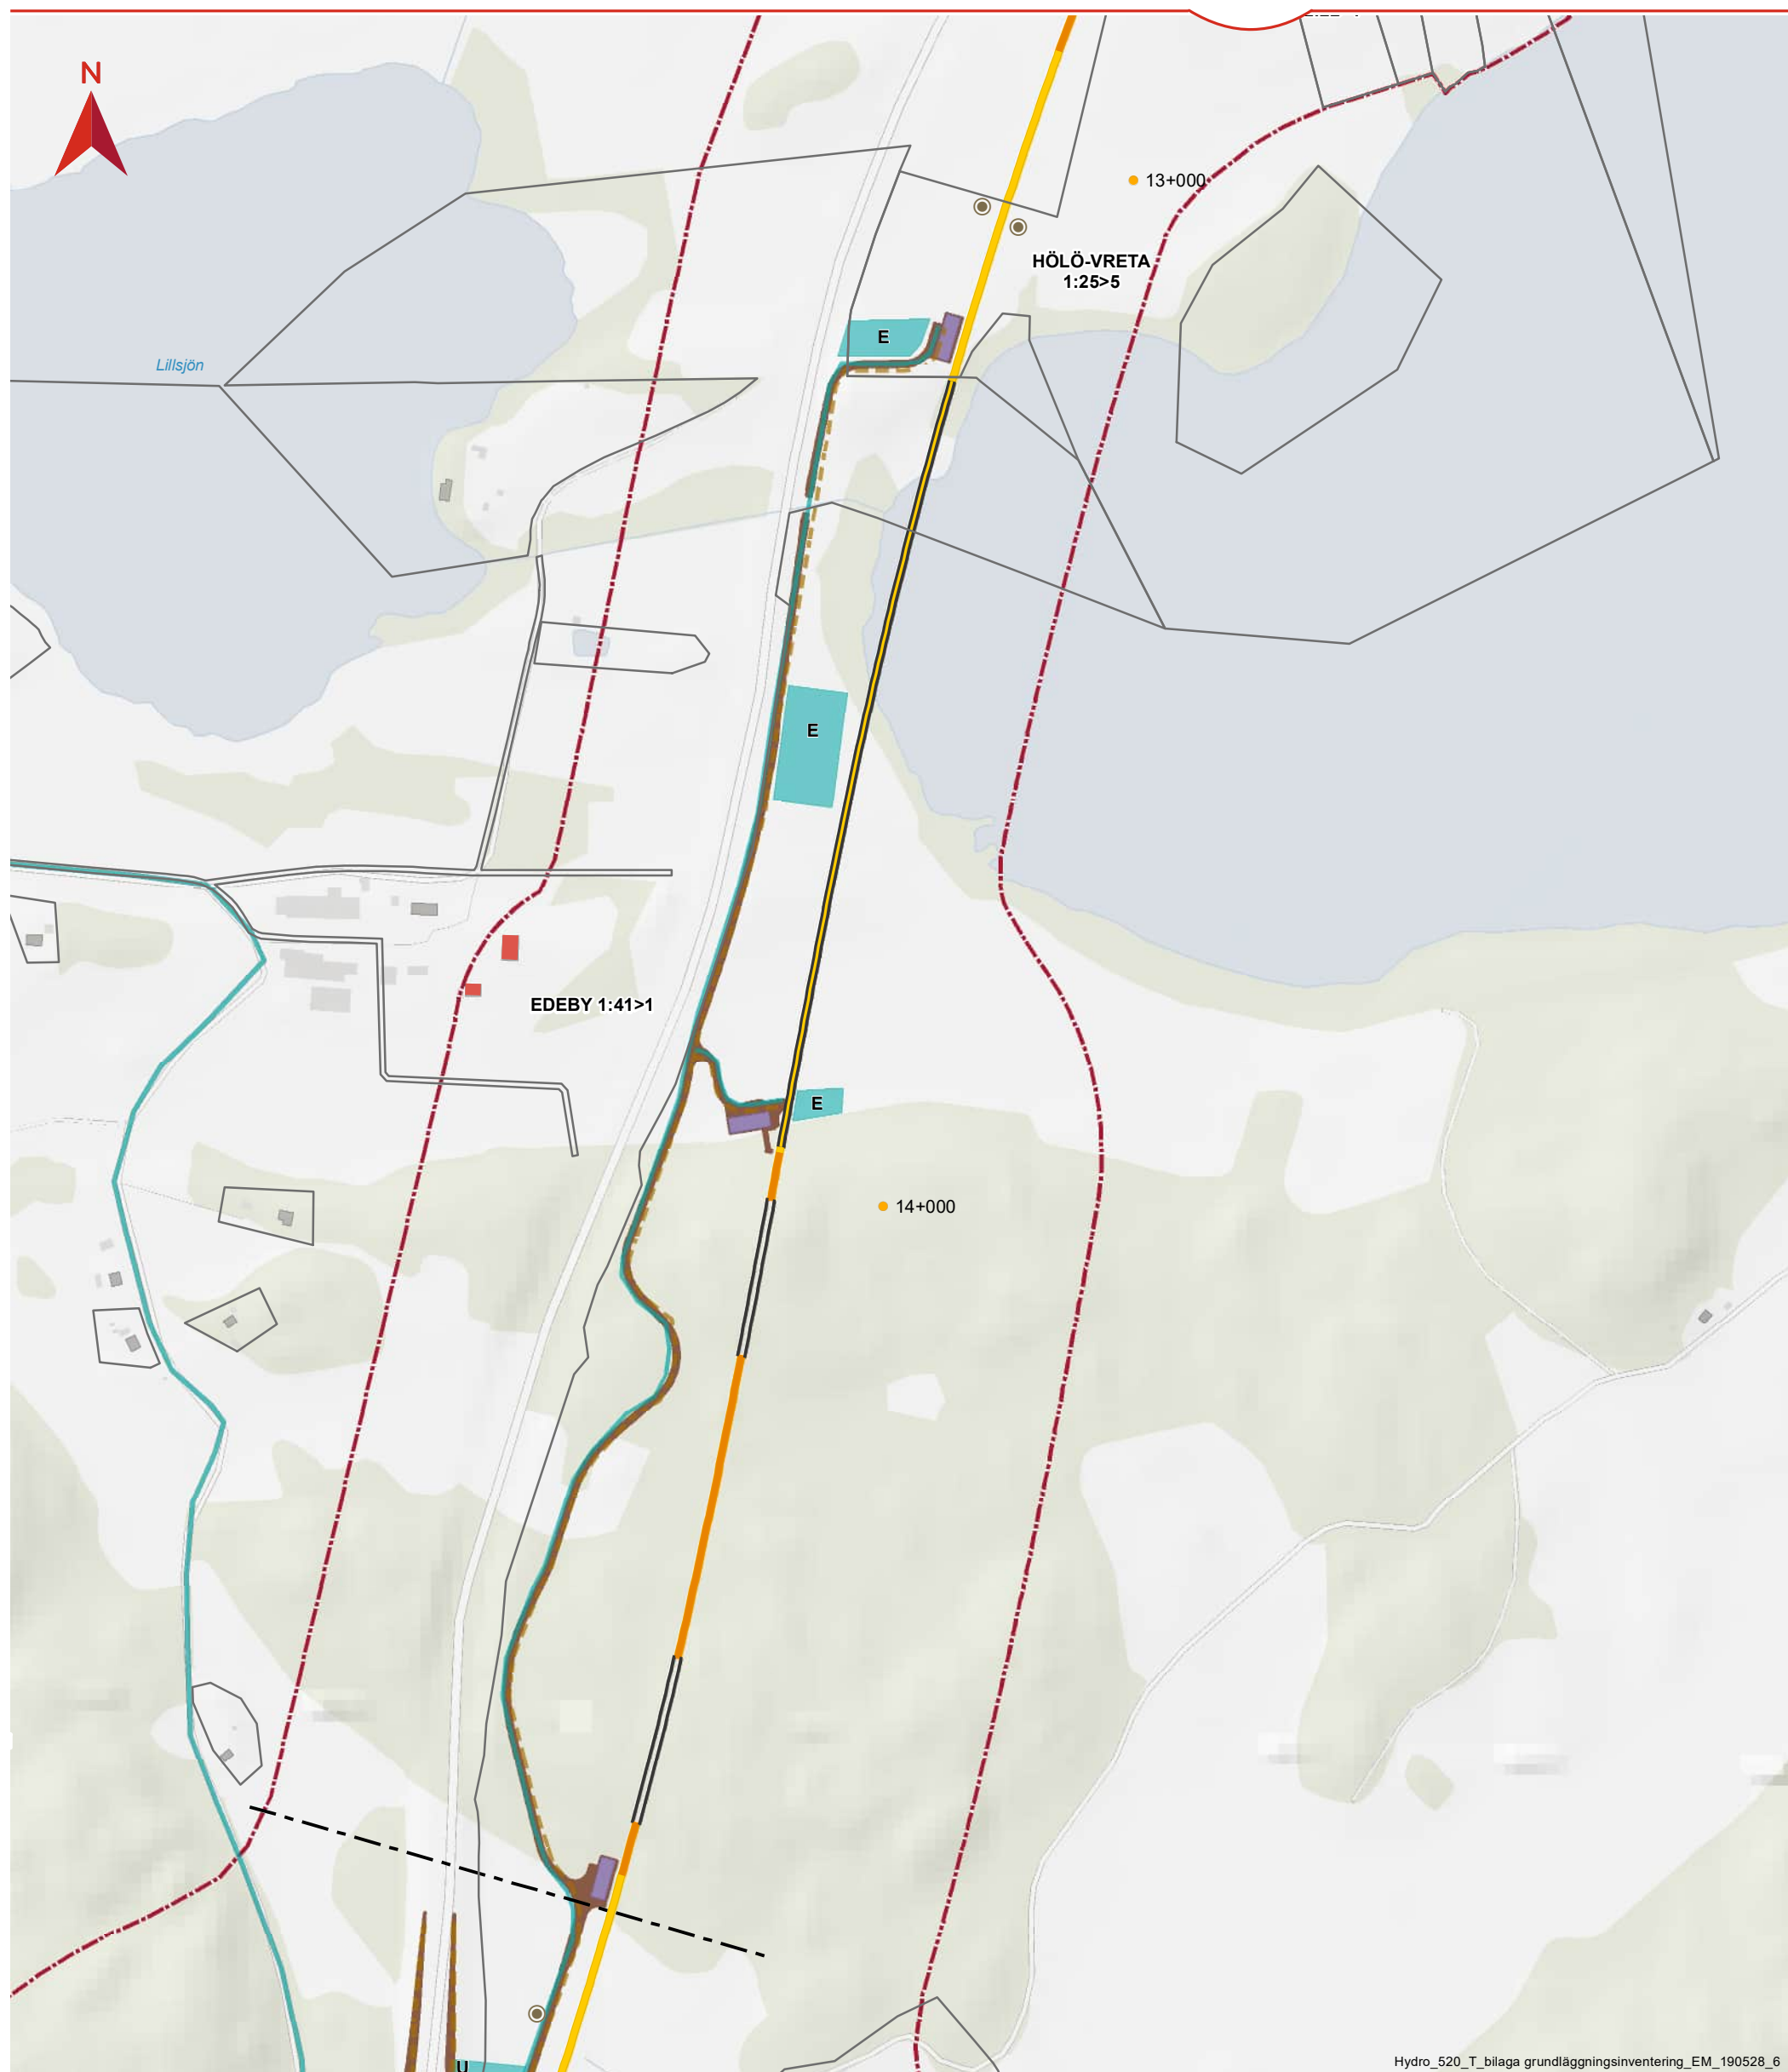 N
13+000
HÖLÖ-VRETA
1:25>5
E
Lillsjön
E
EDEBY 1:41>1
E
14+000
U
Hydro_520_T_bilaga grundläggningsinventering_EM_190528_6